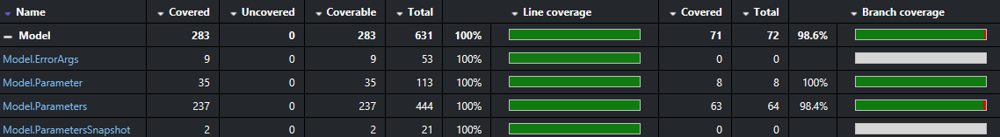 Name Covered Uncovered Coverable Total Line coverage Covered Total Branch coverage
Model 283 0 283 631 100% 71 72 98.6%
Model.ErrorArgs 9 0 9 53 100% 0 0
Model.Parameter 35 0 35 113 100% 8 8 100%
Model.Parameters 237 0 237 444 100% 63 64 98.4%
Model.ParametersSnapshot 2 0 2 21 100% 0 0